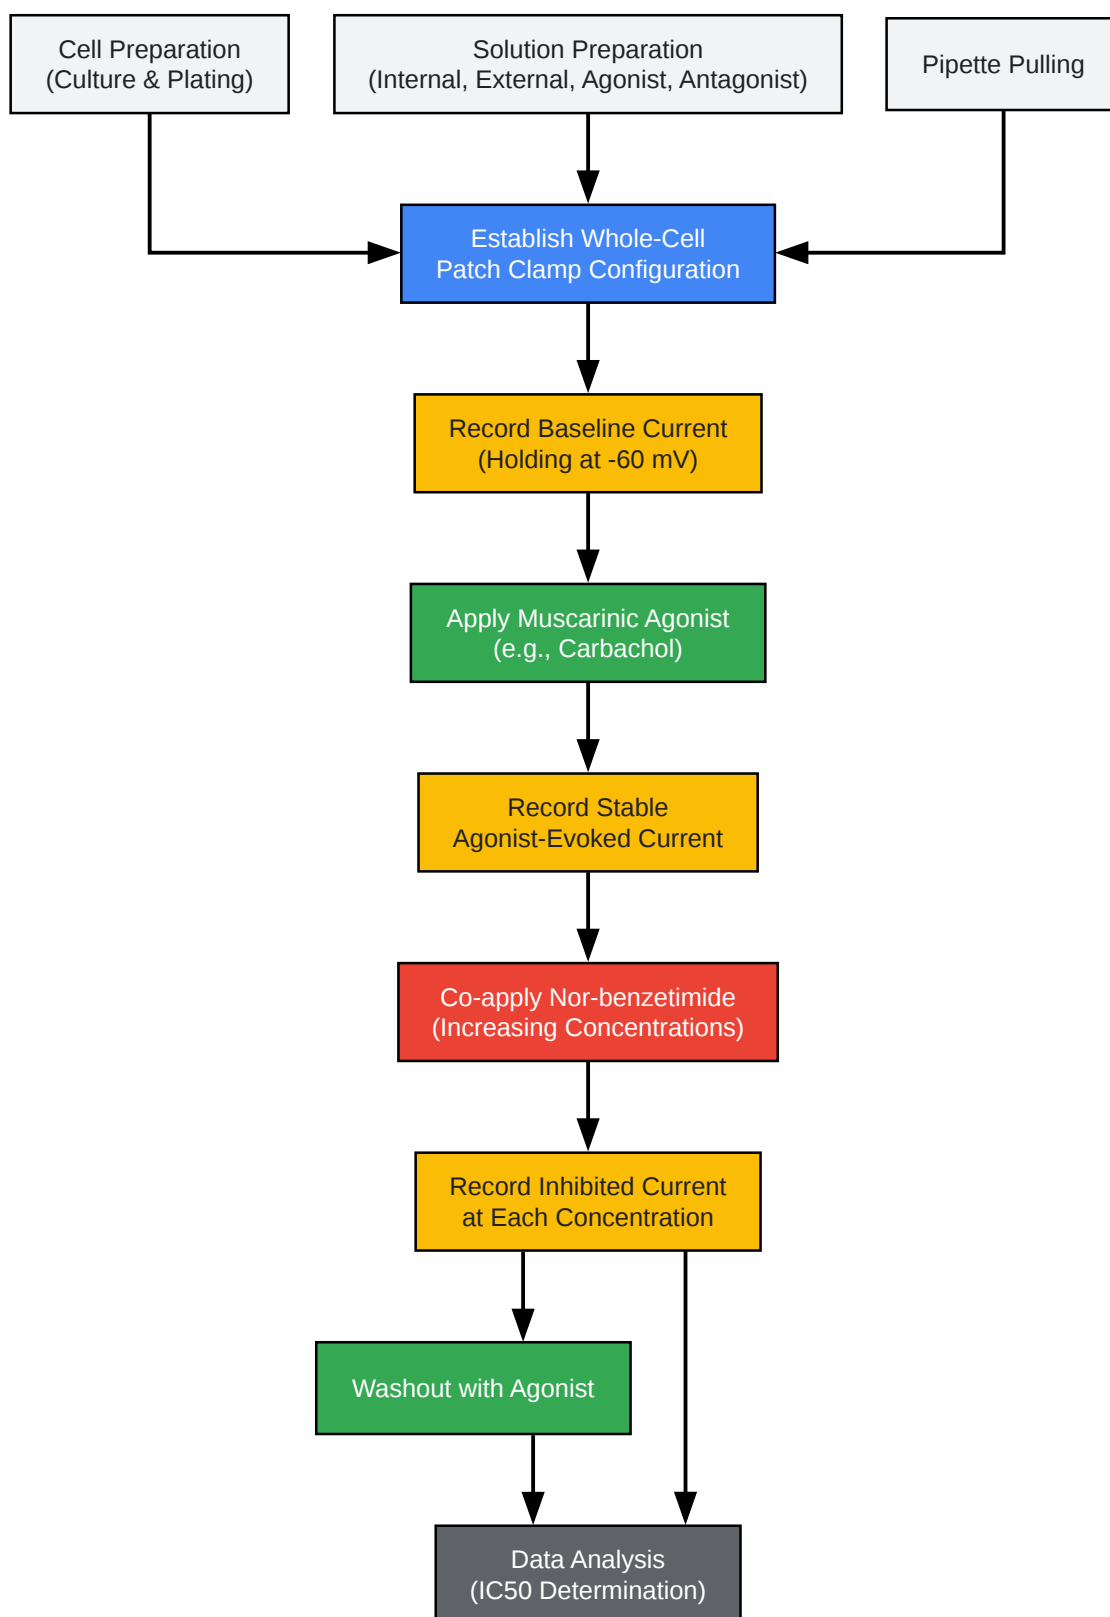 Cell Preparation
(Culture & Plating)
Solution Preparation
(Internal, External, Agonist, Antagonist)
Pipette Pulling
Establish Whole-Cell
Patch Clamp Configuration
Record Baseline Current
(Holding at -60 mV)
Apply Muscarinic Agonist
(e.g., Carbachol)
Record Stable
Agonist-Evoked Current
Co-apply Nor-benzetimide
(Increasing Concentrations)
Record Inhibited Current
at Each Concentration
Washout with Agonist
Data Analysis
(IC50 Determination)